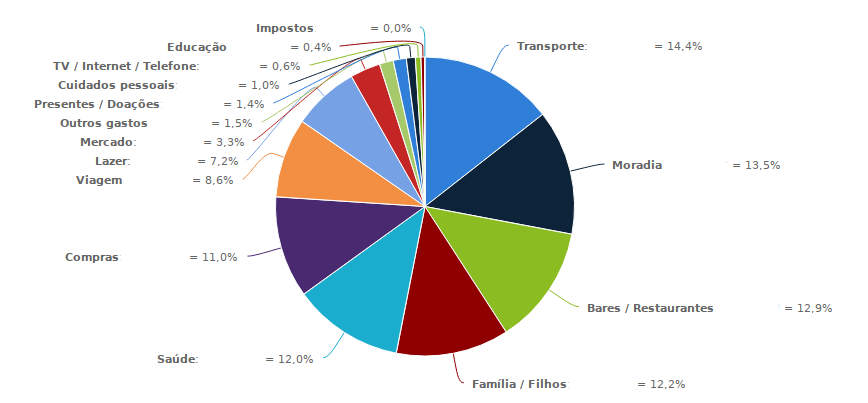 Impostos: = 0,0%
Educação = 0,4%
TV / Internet / Telefone: = 0,6%
Cuidados pessoais: = 1,0%
Presentes / Doações: = 1,4%
Outros gastos = 1,5%
Mercado: = 3,3%
Lazer: = 7,2%
Viagem = 8,6%
Compras: = 11,0%
Saúde: = 12,0%
Transporte: = 14,4%
Moradia = 13,5%
Bares / Restaurantes = 12,9%
Família / Filhos: = 12,2%